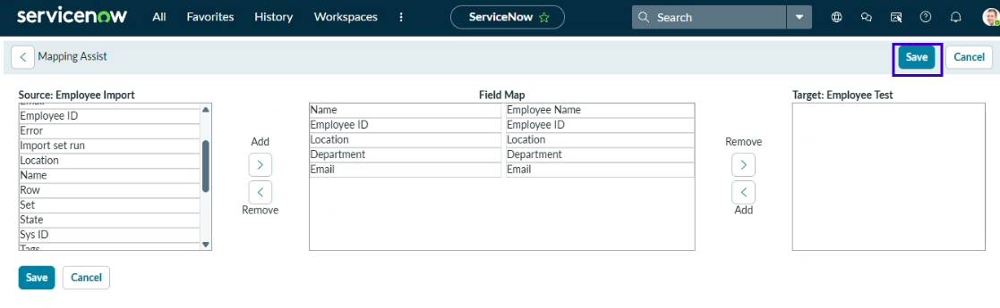 servicenow All Favorites History Workspaces ServiceNow Search
Mapping Assist Save Cancel
Source: Employee Import Field Map Target: Employee Test
Email
Employee ID
Error
Import set run
Location
Name
Row
Set
State
Sys ID
Tags
Add
Remove
Name Employee Name
Employee ID Employee ID
Location Location
Department Department
Email Email
Remove
Add
Save Cancel